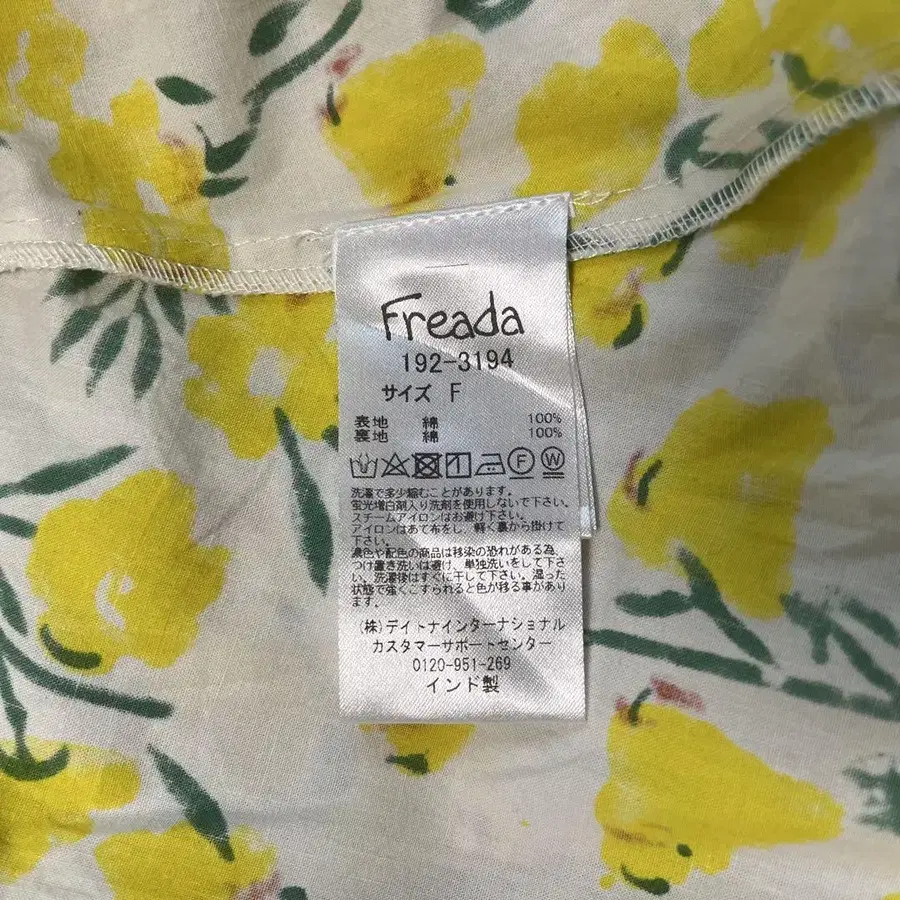 Freada
192-3194
サイズ F
表地 綿 100%
裏地 綿 100%
F W
洗濯で多少縮むことがあります。
蛍光増白剤入り洗剤を使用しないで下さい。
スチームアイロンはお避け下さい。
アイロンはあて布をし、軽く裏から掛けて
下さい。
濃色や配色の商品は移染の恐れがある為、
つけ置き洗いは避け、単独洗いをして下さ
い。洗濯後はすぐに干して下さい。湿った
状態で強くこすられると色が移る事があり
ます。
(株)デイトナインターナショナル
カスタマーサポートセンター
0120-951-269
インド製